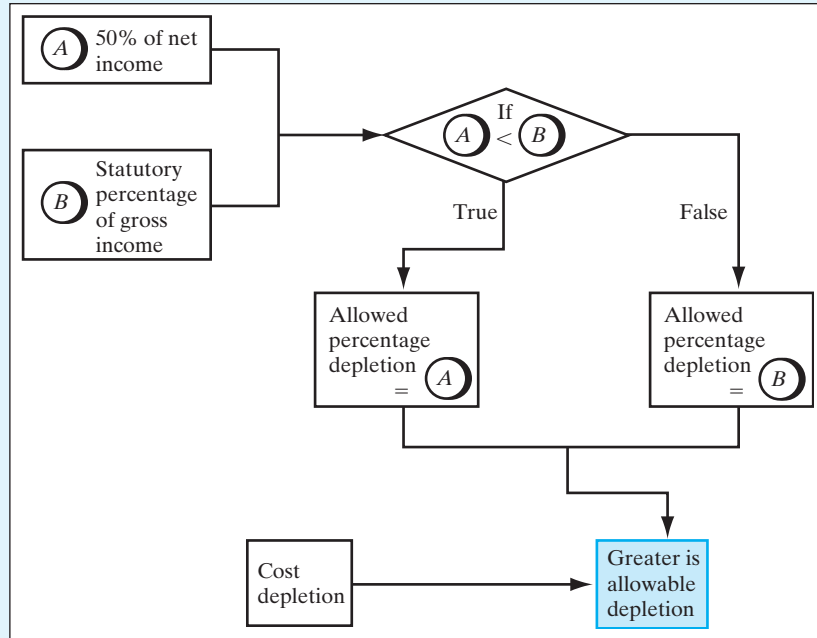 A 50% of net
income
B Statutory
percentage
of gross
income
If
A < B
True
False
Allowed
percentage
depletion
= A
Allowed
percentage
depletion
= B
Cost
depletion
Greater is
allowable
depletion